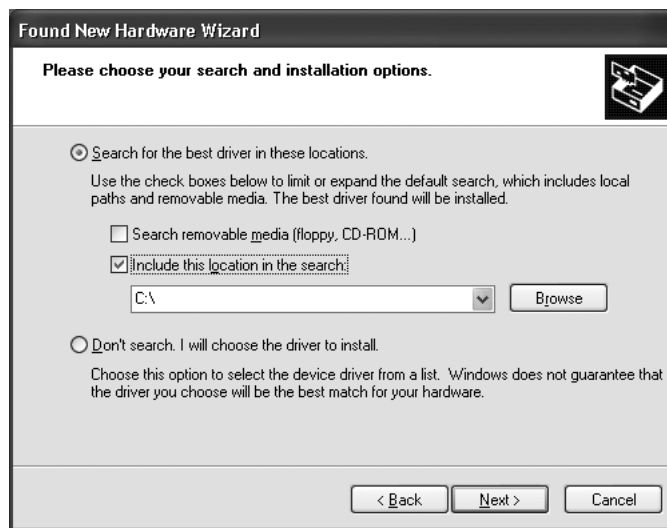 Found New Hardware Wizard
Please choose your search and installation options.
Search for the best driver in these locations.
Use the check boxes below to limit or expand the default search, which includes local
paths and removable media. The best driver found will be installed.
Search removable media (floppy, CD-ROM...)
Include this location in the search:
C:\
Browse
Don't search. I will choose the driver to install.
Choose this option to select the device driver from a list. Windows does not guarantee that
the driver you choose will be the best match for your hardware.
< Back Next > Cancel